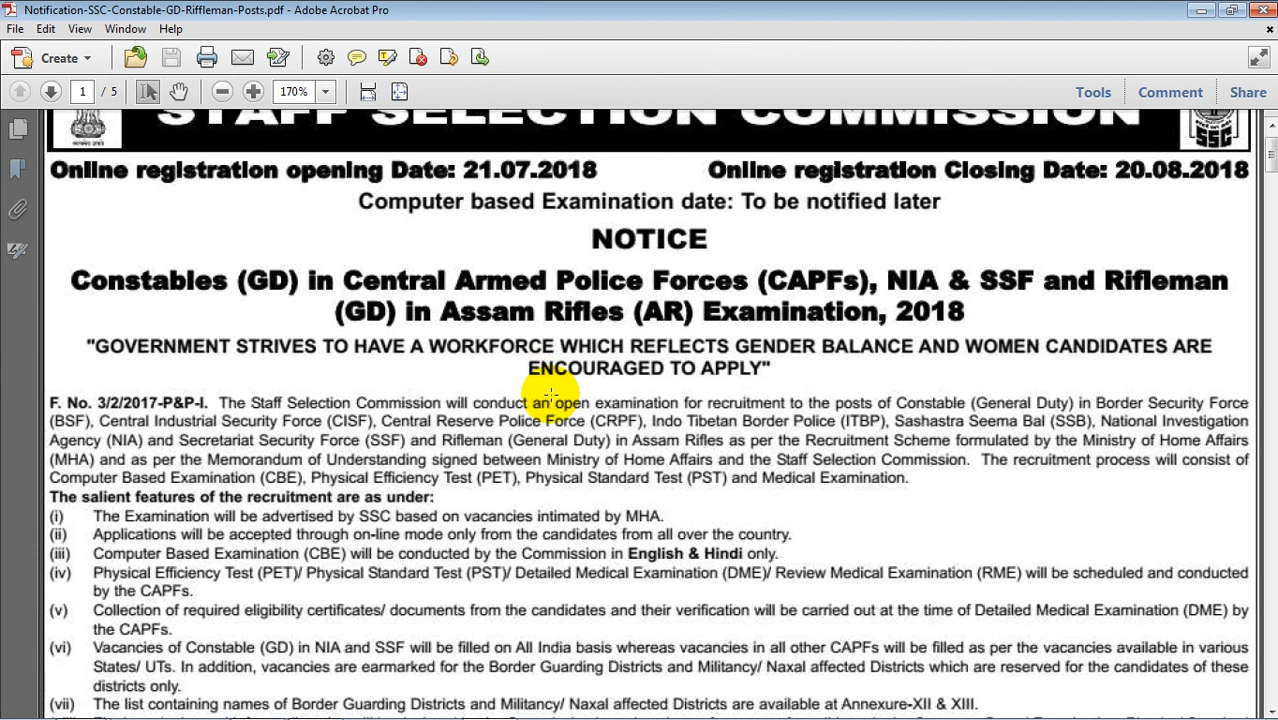 Notification-SSC-Constable-GD-Riffleman-Posts.pdf - Adobe Acrobat Pro
File Edit View Window Help
Create
1 / 5 170% Tools Comment Share
STAFF SELECTION COMMISSION
SSC
Online registration opening Date: 21.07.2018 Online registration Closing Date: 20.08.2018
Computer based Examination date: To be notified later
NOTICE
Constables (GD) in Central Armed Police Forces (CAPFs), NIA & SSF and Rifleman
(GD) in Assam Rifles (AR) Examination, 2018
"GOVERNMENT STRIVES TO HAVE A WORKFORCE WHICH REFLECTS GENDER BALANCE AND WOMEN CANDIDATES ARE
ENCOURAGED TO APPLY"
F. No. 3/2/2017-P&P-I. The Staff Selection Commission will conduct an open examination for recruitment to the posts of Constable (General Duty) in Border Security Force
(BSF), Central Industrial Security Force (CISF), Central Reserve Police Force (CRPF), Indo Tibetan Border Police (ITBP), Sashastra Seema Bal (SSB), National Investigation
Agency (NIA) and Secretariat Security Force (SSF) and Rifleman (General Duty) in Assam Rifles as per the Recruitment Scheme formulated by the Ministry of Home Affairs
(MHA) and as per the Memorandum of Understanding signed between Ministry of Home Affairs and the Staff Selection Commission. The recruitment process will consist of
Computer Based Examination (CBE), Physical Efficiency Test (PET), Physical Standard Test (PST) and Medical Examination.
The salient features of the recruitment are as under:
(i) The Examination will be advertised by SSC based on vacancies intimated by MHA.
(ii) Applications will be accepted through on-line mode only from the candidates from all over the country.
(iii) Computer Based Examination (CBE) will be conducted by the Commission in English & Hindi only.
(iv) Physical Efficiency Test (PET)/ Physical Standard Test (PST)/ Detailed Medical Examination (DME)/ Review Medical Examination (RME) will be scheduled and conducted
by the CAPFs.
(v) Collection of required eligibility certificates/ documents from the candidates and their verification will be carried out at the time of Detailed Medical Examination (DME) by
the CAPFs.
(vi) Vacancies of Constable (GD) in NIA and SSF will be filled on All India basis whereas vacancies in all other CAPFs will be filled as per the vacancies available in various
States/ UTs. In addition, vacancies are earmarked for the Border Guarding Districts and Militancy/ Naxal affected Districts which are reserved for the candidates of these
districts only.
(vii) The list containing names of Border Guarding Districts and Militancy/ Naxal affected Districts are available at Annexure-XII & XIII.